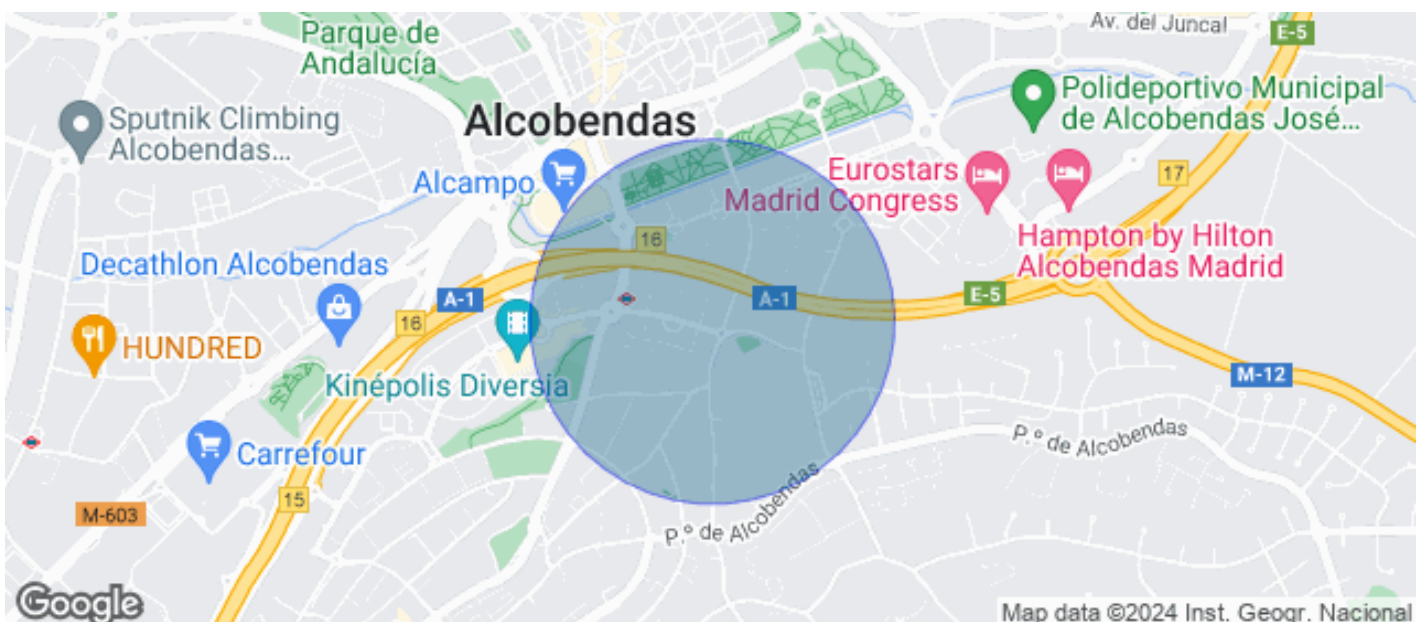 Parque de
Andalucía
Av. del Juncal
E-5
Sputnik Climbing
Alcobendas...
Alcobendas
Polideportivo Municipal
de Alcobendas José...
Alcampo
Eurostars
Madrid Congress
17
16
Hampton by Hilton
Alcobendas Madrid
Decathlon Alcobendas
A-1
A-1
E-5
16
HUNDRED
Kinépolis Diversia
M-12
P.º de Alcobendas
Carrefour
15
M-603
P.º de Alcobendas
Google
Map data ©2024 Inst. Geogr. Nacional